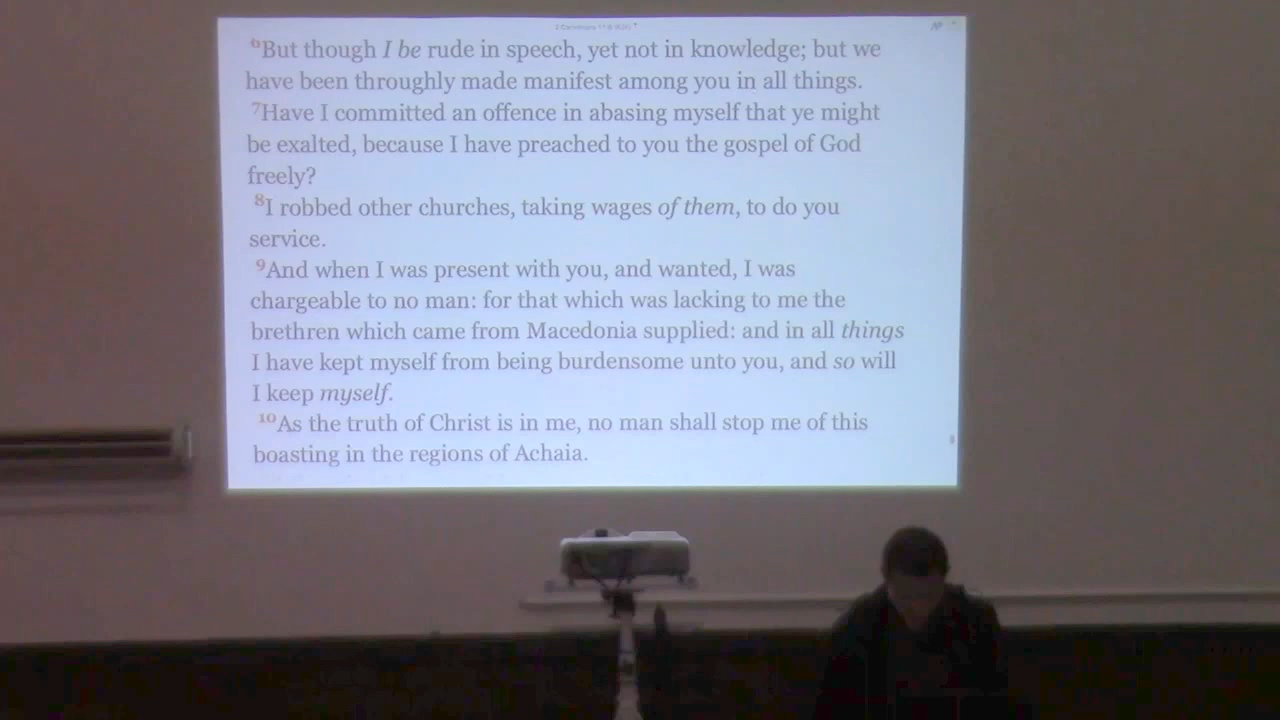 2 Corinthians 11:6 (KJV)
6But though I be rude in speech, yet not in knowledge; but we
have been throughly made manifest among you in all things.
7Have I committed an offence in abasing myself that ye might
be exalted, because I have preached to you the gospel of God
freely?
8I robbed other churches, taking wages of them, to do you
service.
9And when I was present with you, and wanted, I was
chargeable to no man: for that which was lacking to me the
brethren which came from Macedonia supplied: and in all things
I have kept myself from being burdensome unto you, and so will
I keep myself.
10As the truth of Christ is in me, no man shall stop me of this
boasting in the regions of Achaia.